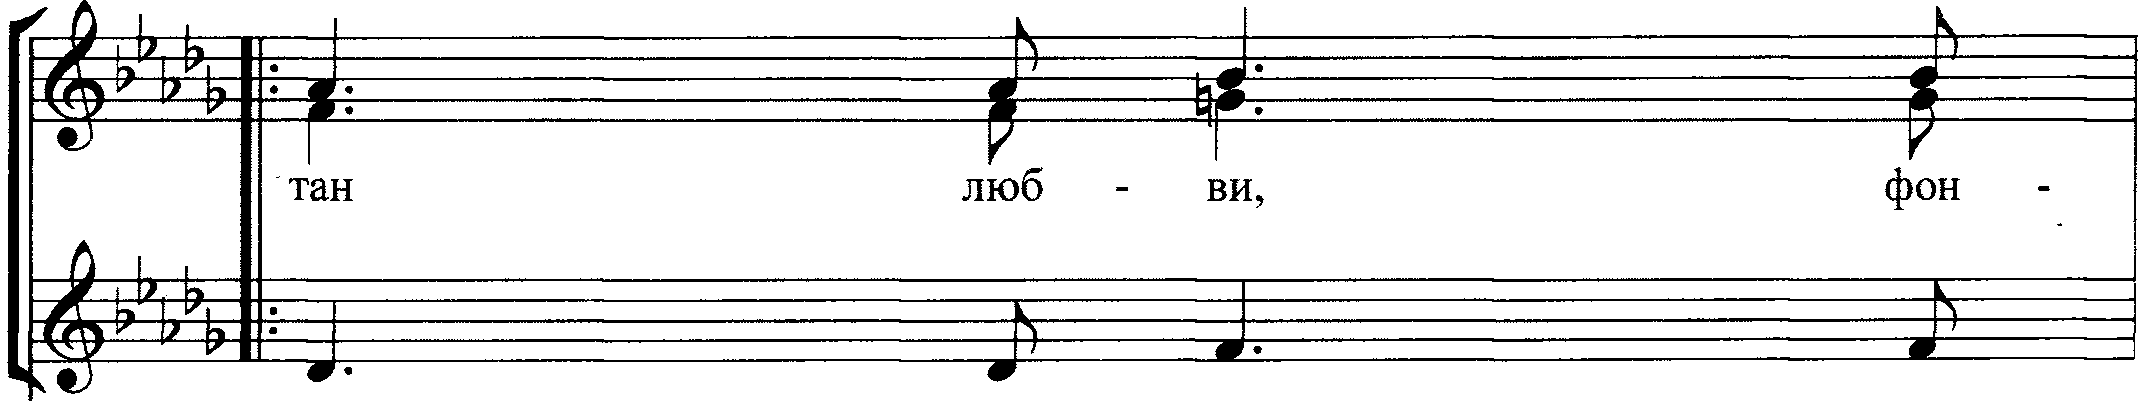 тан люб - ви, фон -